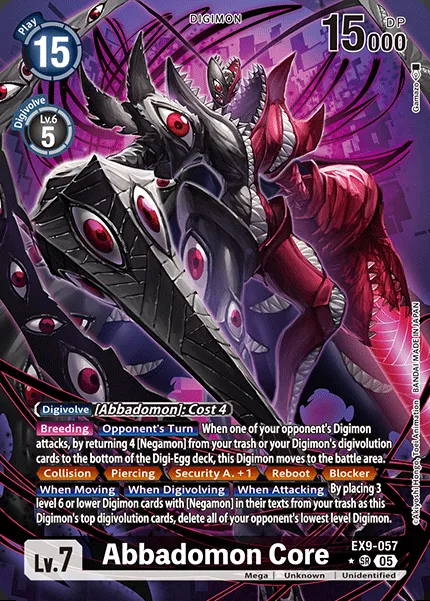 Play
15
DIGIMON
15000
DP
Digivolve
Lv.6
5
Gamazo
Digivolve [Abbadomon]: Cost 4
Breeding Opponent's Turn When one of your opponent's Digimon
attacks, by returning 4 [Negamon] from your trash or your Digimon's digivolution
cards to the bottom of the Digi-Egg deck, this Digimon moves to the battle area.
Collision Piercing Security A. +1 Reboot Blocker
When Moving When Digivolving When Attacking By placing 3
level 6 or lower Digimon cards with [Negamon] in their texts from your trash as this
Digimon's top digivolution cards, delete all of your opponent's lowest level Digimon.
©Akiyoshi Hongo, Toei Animation BANDAI MADE IN JAPAN
Lv.7
Abbadomon Core
EX9-057
SR 05
Mega | Unknown | Unidentified